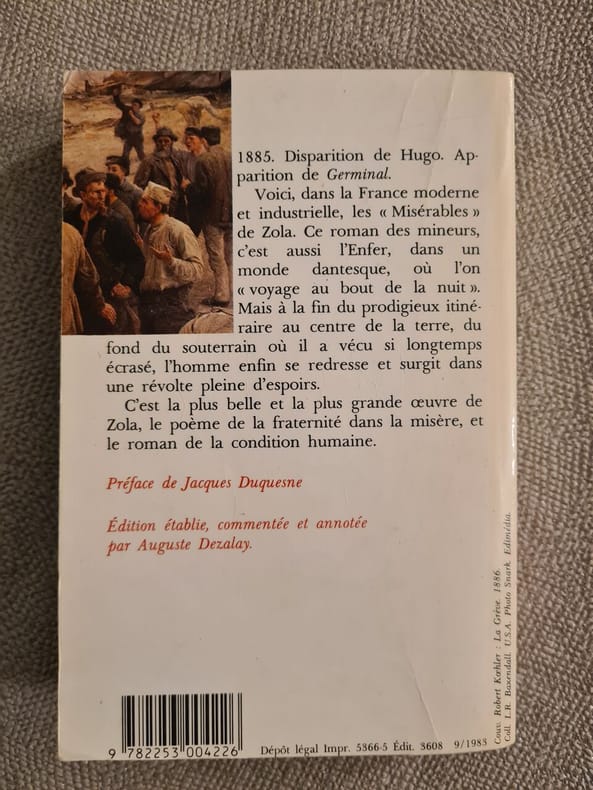 1885. Disparition de Hugo. Ap-
parition de Germinal.
Voici, dans la France moderne
et industrielle, les « Misérables »
de Zola. Ce roman des mineurs,
c'est aussi l'Enfer, dans un
monde dantesque, où l'on
« voyage au bout de la nuit ».
Mais à la fin du prodigieux itiné-
raire au centre de la terre, du
fond du souterrain où il a vécu si longtemps
écrasé, l'homme enfin se redresse et surgit dans
une révolte pleine d'espoirs.
C'est la plus belle et la plus grande œuvre de
Zola, le poème de la fraternité dans la misère, et
le roman de la condition humaine.
Préface de Jacques Duquesne
Édition établie, commentée et annotée
par Auguste Dezalay.
9 782253 004226
Dépôt légal Impr. 5366-5 Édit. 3608 9/1983
Couv. Robert Kœhler : La Grève. 1886.
Coll. L.R. Baxendall. U.S.A. Photo Snark. Edimédia.